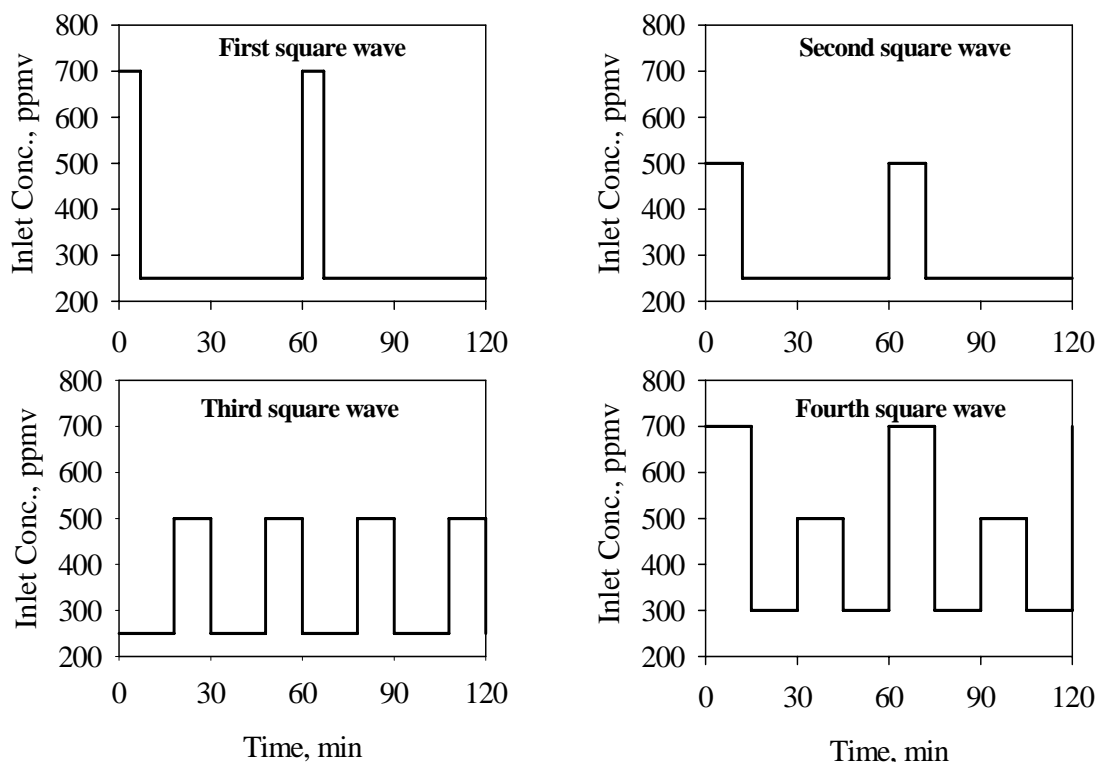 First square wave
800
700
600
500
400
300
200
Inlet Conc., ppmv
0 30 60 90 120
Second square wave
800
700
600
500
400
300
200
Inlet Conc., ppmv
0 30 60 90 120
Third square wave
800
700
600
500
400
300
200
Inlet Conc., ppmv
0 30 60 90 120
Time, min
Fourth square wave
800
700
600
500
400
300
200
Inlet Conc., ppmv
0 30 60 90 120
Time, min